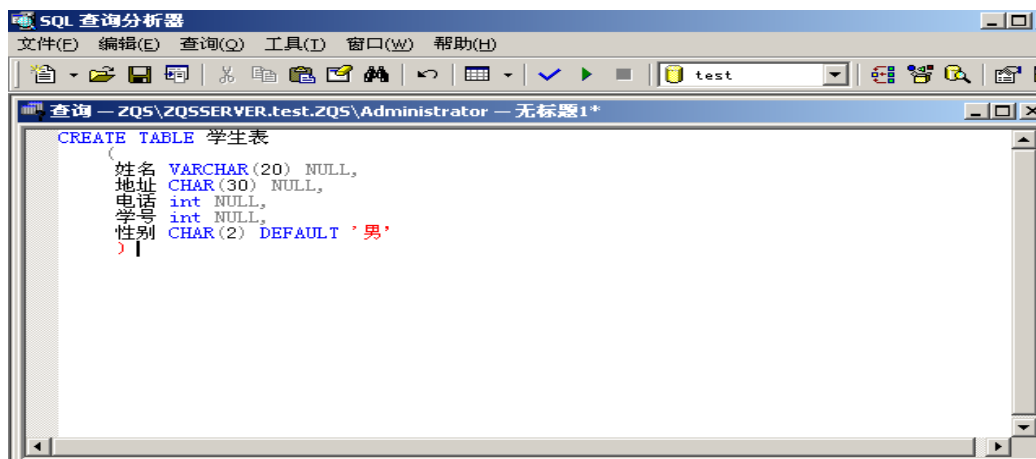 SQL 查询分析器
文件(F) 编辑(E) 查询(Q) 工具(T) 窗口(W) 帮助(H)
test
查询 — ZQS\ZQSSERVER.test.ZQS\Administrator — 无标题1*
CREATE TABLE 学生表
(
姓名 VARCHAR(20) NULL,
地址 CHAR(30) NULL,
电话 int NULL,
学号 int NULL,
性别 CHAR(2) DEFAULT '男'
)